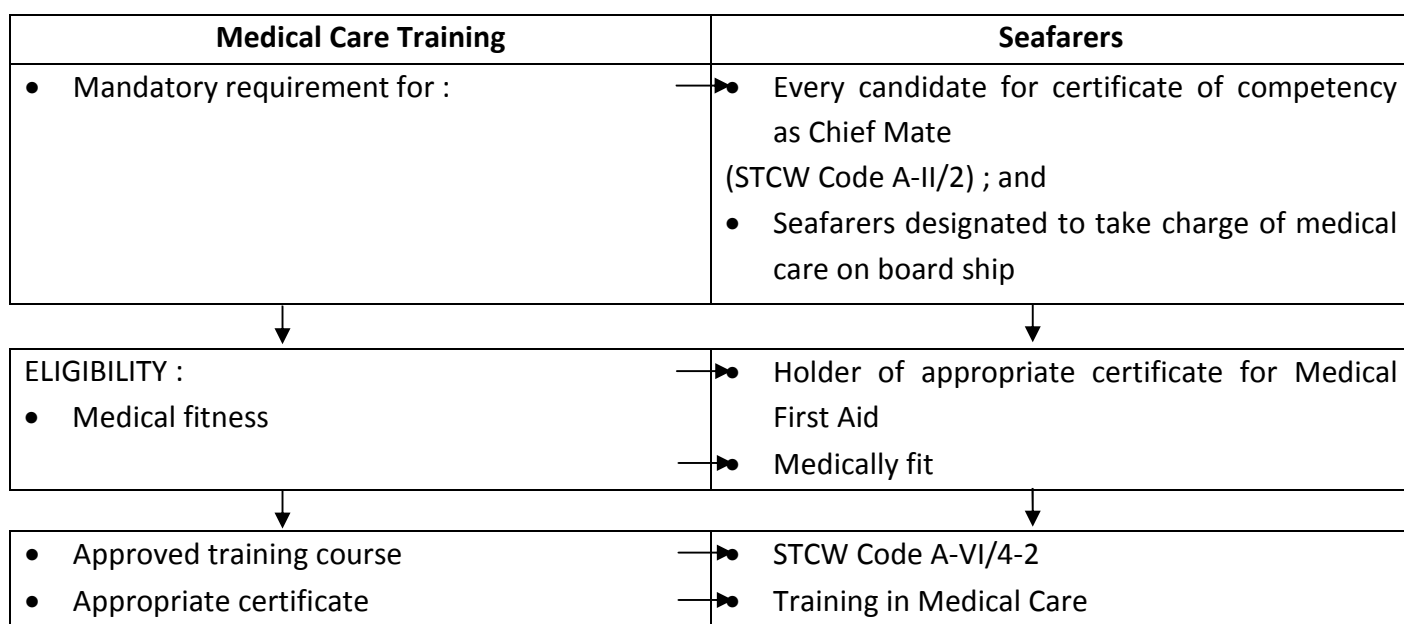 Medical Care Training
Seafarers
• Mandatory requirement for :
• Every candidate for certificate of competency
as Chief Mate
(STCW Code A-II/2) ; and
• Seafarers designated to take charge of medical
care on board ship
ELIGIBILITY :
• Medical fitness
• Holder of appropriate certificate for Medical
First Aid
• Medically fit
• Approved training course
• STCW Code A-VI/4-2
• Appropriate certificate
• Training in Medical Care